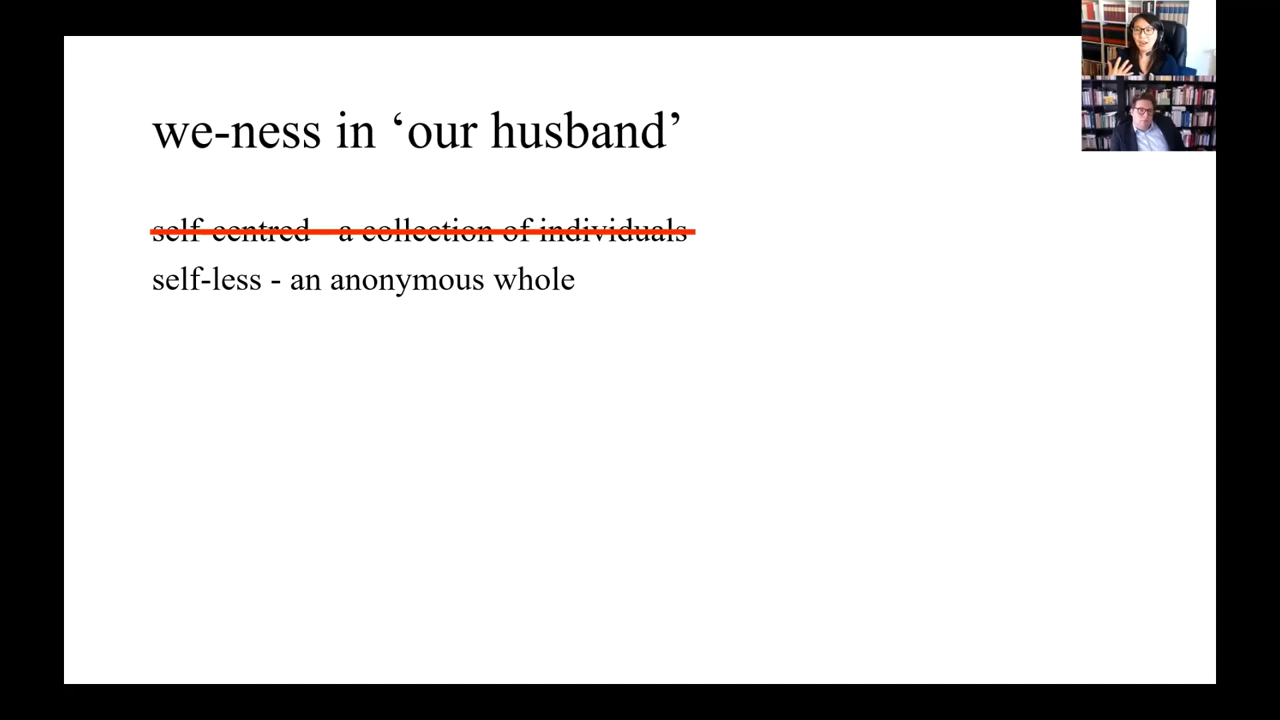 we-ness in ‘our husband’
self-centred - a collection of individuals
self-less - an anonymous whole